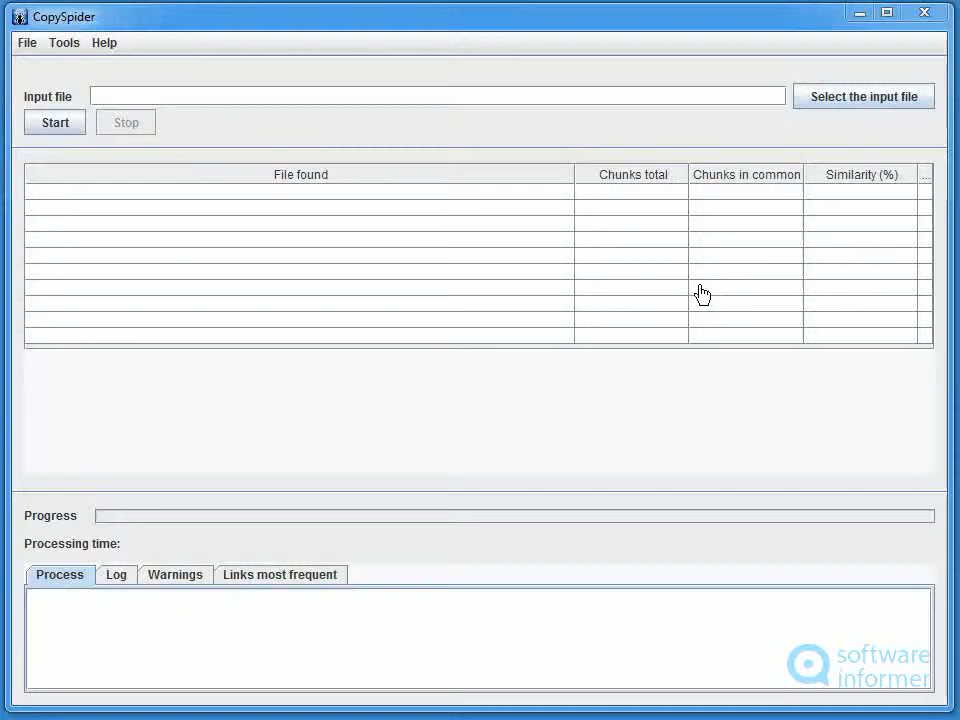 CopySpider
File Tools Help
Input file Select the input file
Start Stop
File found Chunks total Chunks in common Similarity (%) ...
Progress
Processing time:
Process Log Warnings Links most frequent
software
informer